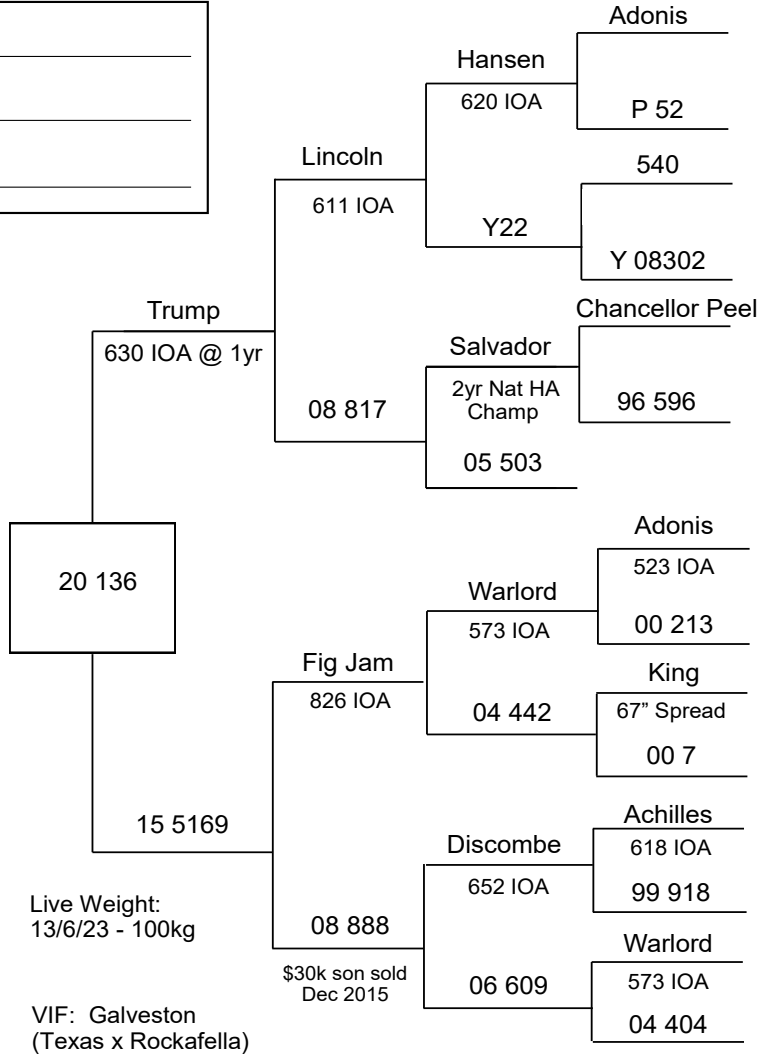 Adonis
Hansen
620 IOA
P 52
Lincoln
540
611 IOA
Y22
Y 08302
Trump
Chancellor Peel
630 IOA @ 1yr
Salvador
2yr Nat HA
Champ
08 817
96 596
05 503
20 136
Adonis
523 IOA
Warlord
573 IOA
00 213
Fig Jam
King
826 IOA
04 442
67” Spread
00 7
15 5169
Achilles
Discombe
618 IOA
652 IOA
99 918
Live Weight:
13/6/23 - 100kg
08 888
Warlord
$30k son sold
Dec 2015
06 609
573 IOA
VIF: Galveston
(Texas x Rockafella)
04 404